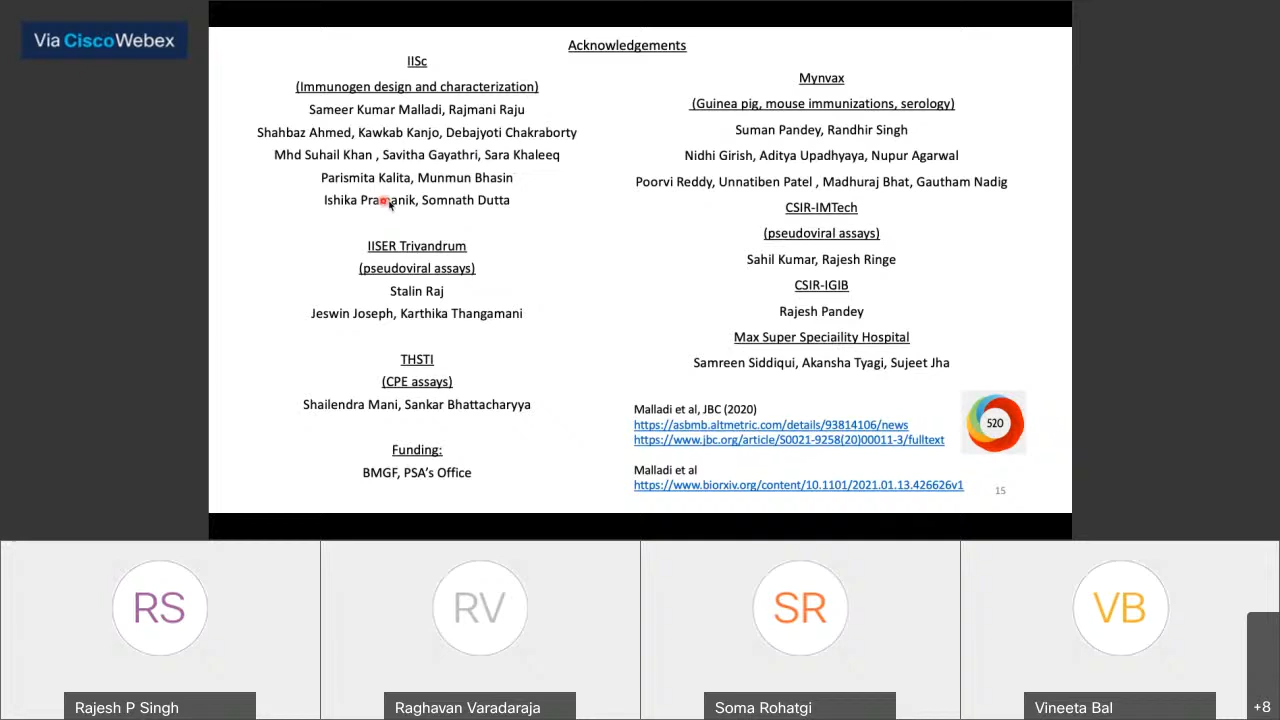 Via Cisco Webex
Acknowledgements
IISc
(Immunogen design and characterization)
Sameer Kumar Malladi, Rajmani Raju
Shahbaz Ahmed, Kawkab Kanjo, Debajyoti Chakraborty
Mhd Suhail Khan , Savitha Gayathri, Sara Khaleeq
Parismita Kalita, Munmun Bhasin
Ishika Pramanik, Somnath Dutta
IISER Trivandrum
(pseudoviral assays)
Stalin Raj
Jeswin Joseph, Karthika Thangamani
THSTI
(CPE assays)
Shailendra Mani, Sankar Bhattacharyya
Funding:
BMGF, PSA's Office
Mynvax
(Guinea pig, mouse immunizations, serology)
Suman Pandey, Randhir Singh
Nidhi Girish, Aditya Upadhyaya, Nupur Agarwal
Poorvi Reddy, Unnatiben Patel , Madhuraj Bhat, Gautham Nadig
CSIR-IMTech
(pseudoviral assays)
Sahil Kumar, Rajesh Ringe
CSIR-IGIB
Rajesh Pandey
Max Super Speciaility Hospital
Samreen Siddiqui, Akansha Tyagi, Sujeet Jha
Malladi et al, JBC (2020)
https://asbmb.altmetric.com/details/93814106/news
https://www.jbc.org/article/S0021-9258(20)00011-3/fulltext
520
Malladi et al
https://www.biorxiv.org/content/10.1101/2021.01.13.426626v1
15
RS
RV
SR
VB
Rajesh P Singh
Raghavan Varadaraja
Soma Rohatgi
Vineeta Bal
+8